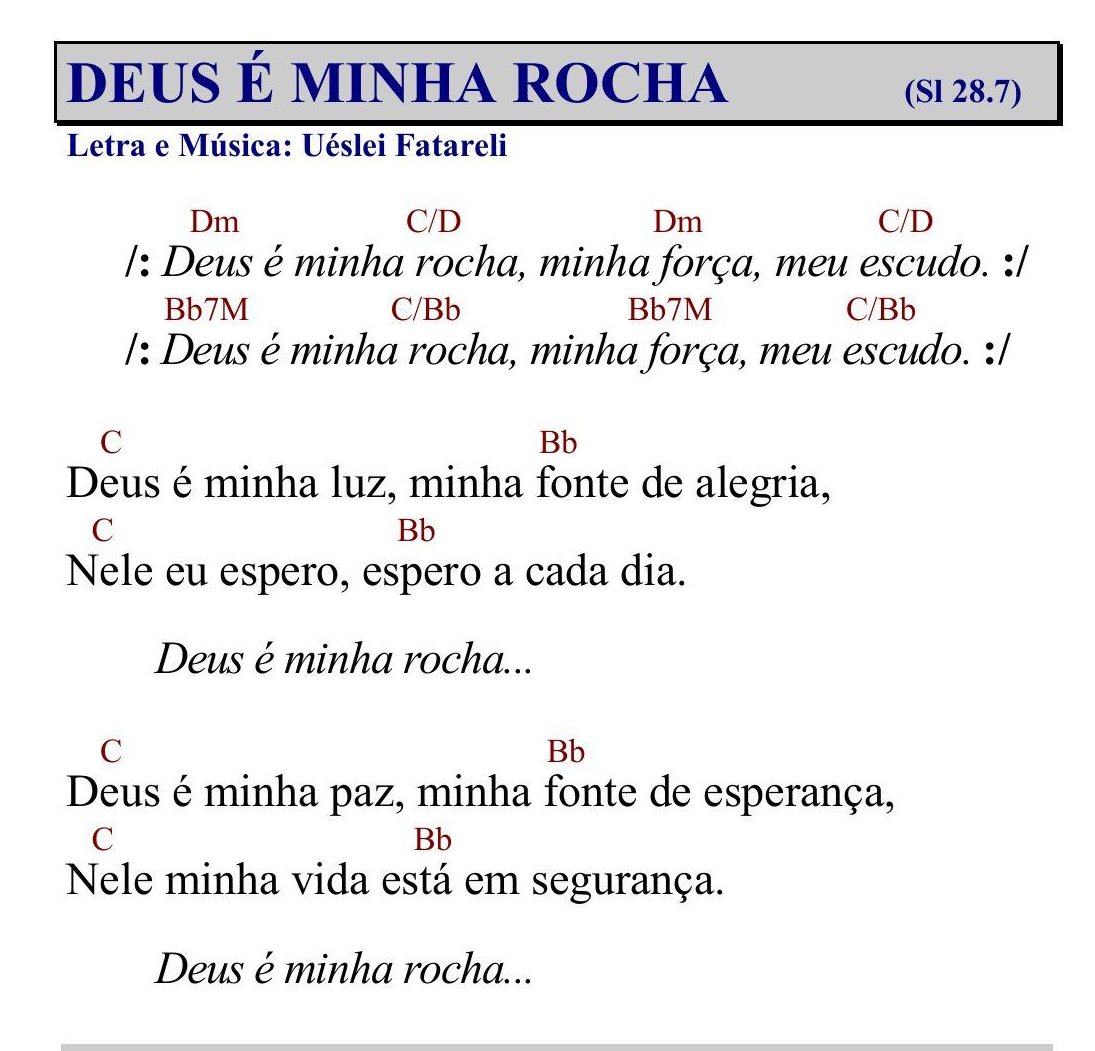 DEUS É MINHA ROCHA (Sl 28.7)
Letra e Música: Uéslei Fatareli
Dm C/D Dm C/D
/: Deus é minha rocha, minha força, meu escudo. :/
Bb7M C/Bb Bb7M C/Bb
/: Deus é minha rocha, minha força, meu escudo. :/
C Bb
Deus é minha luz, minha fonte de alegria,
C Bb
Nele eu espero, espero a cada dia.
Deus é minha rocha...
C Bb
Deus é minha paz, minha fonte de esperança,
C Bb
Nele minha vida está em segurança.
Deus é minha rocha...